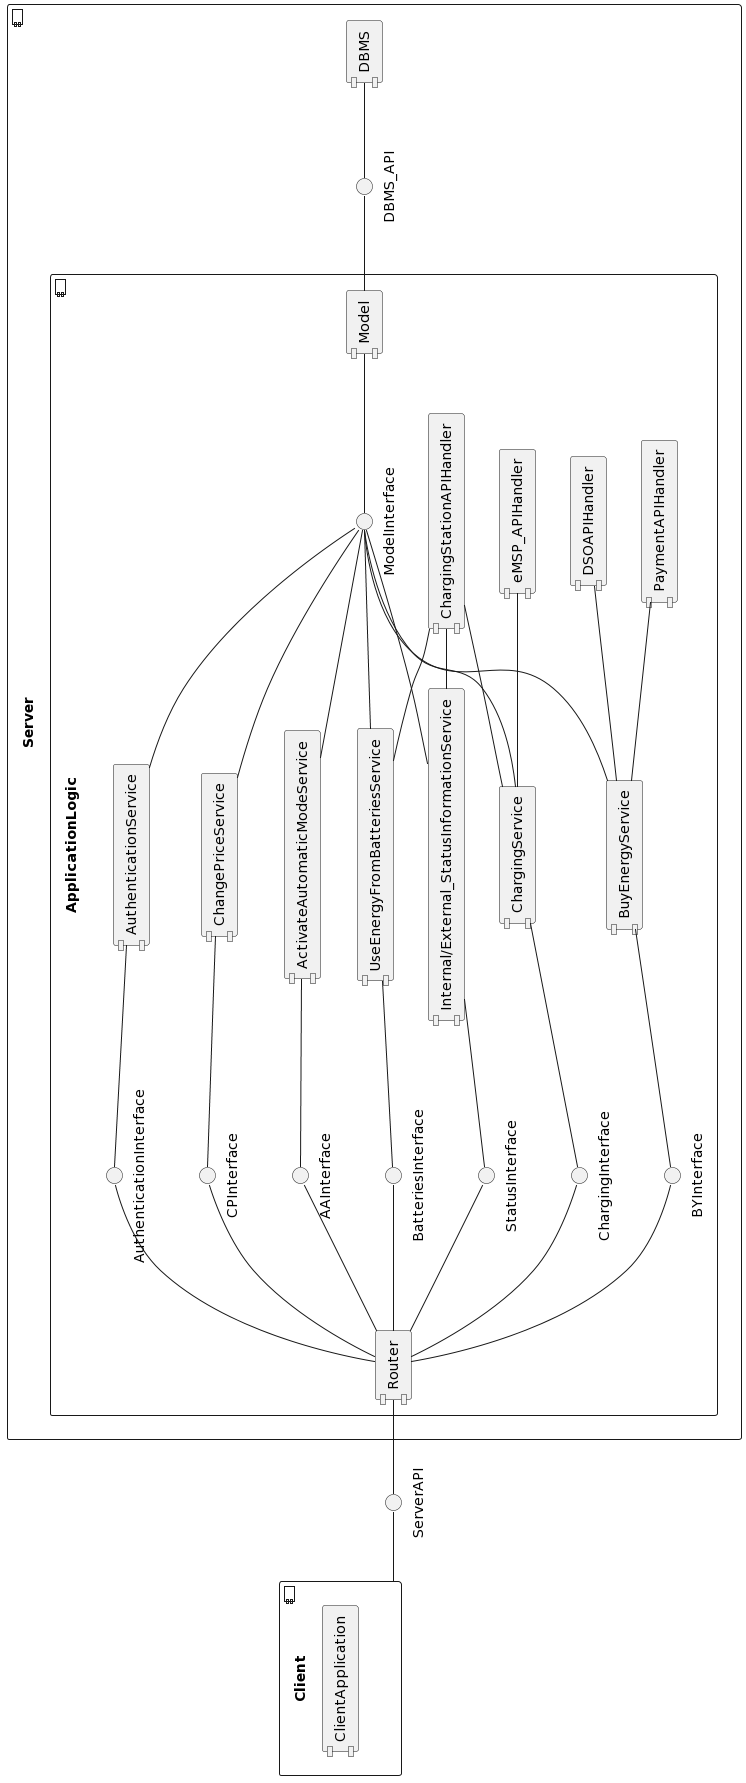 Client
ClientApplication
ServerAPI
Server
ApplicationLogic
Router
AuthenticationInterface
CPInterface
AAInterface
BatteriesInterface
StatusInterface
ChargingInterface
BYInterface
AuthenticationService
ChangePriceService
ActivateAutomaticModeService
UseEnergyFromBatteriesService
Internal/External_StatusInformationService
ChargingService
BuyEnergyService
ModelInterface
ChargingStationAPIHandler
eMSP_APIHandler
DSOAPIHandler
PaymentAPIHandler
Model
DBMS_API
DBMS